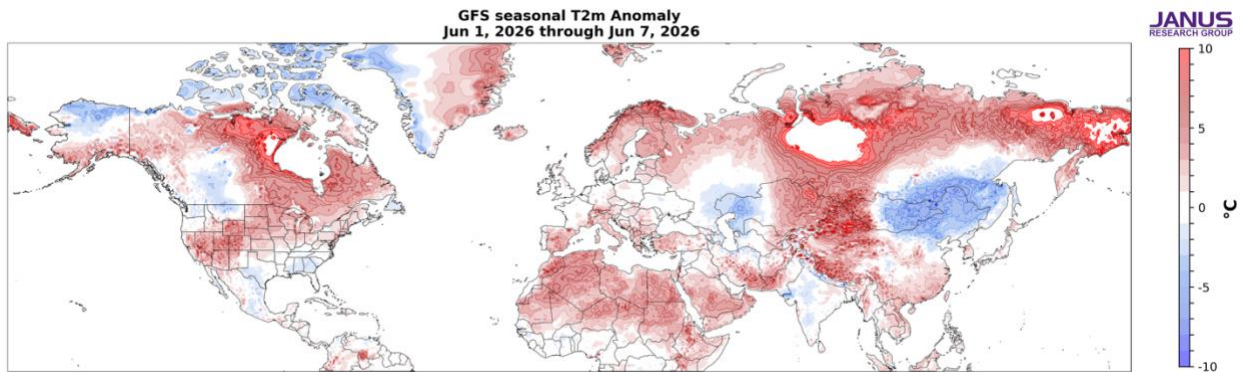 GFS seasonal T2m Anomaly
Jun 1, 2026 through Jun 7, 2026
JANUS
RESEARCH GROUP
10
5
0
-5
-10
°C